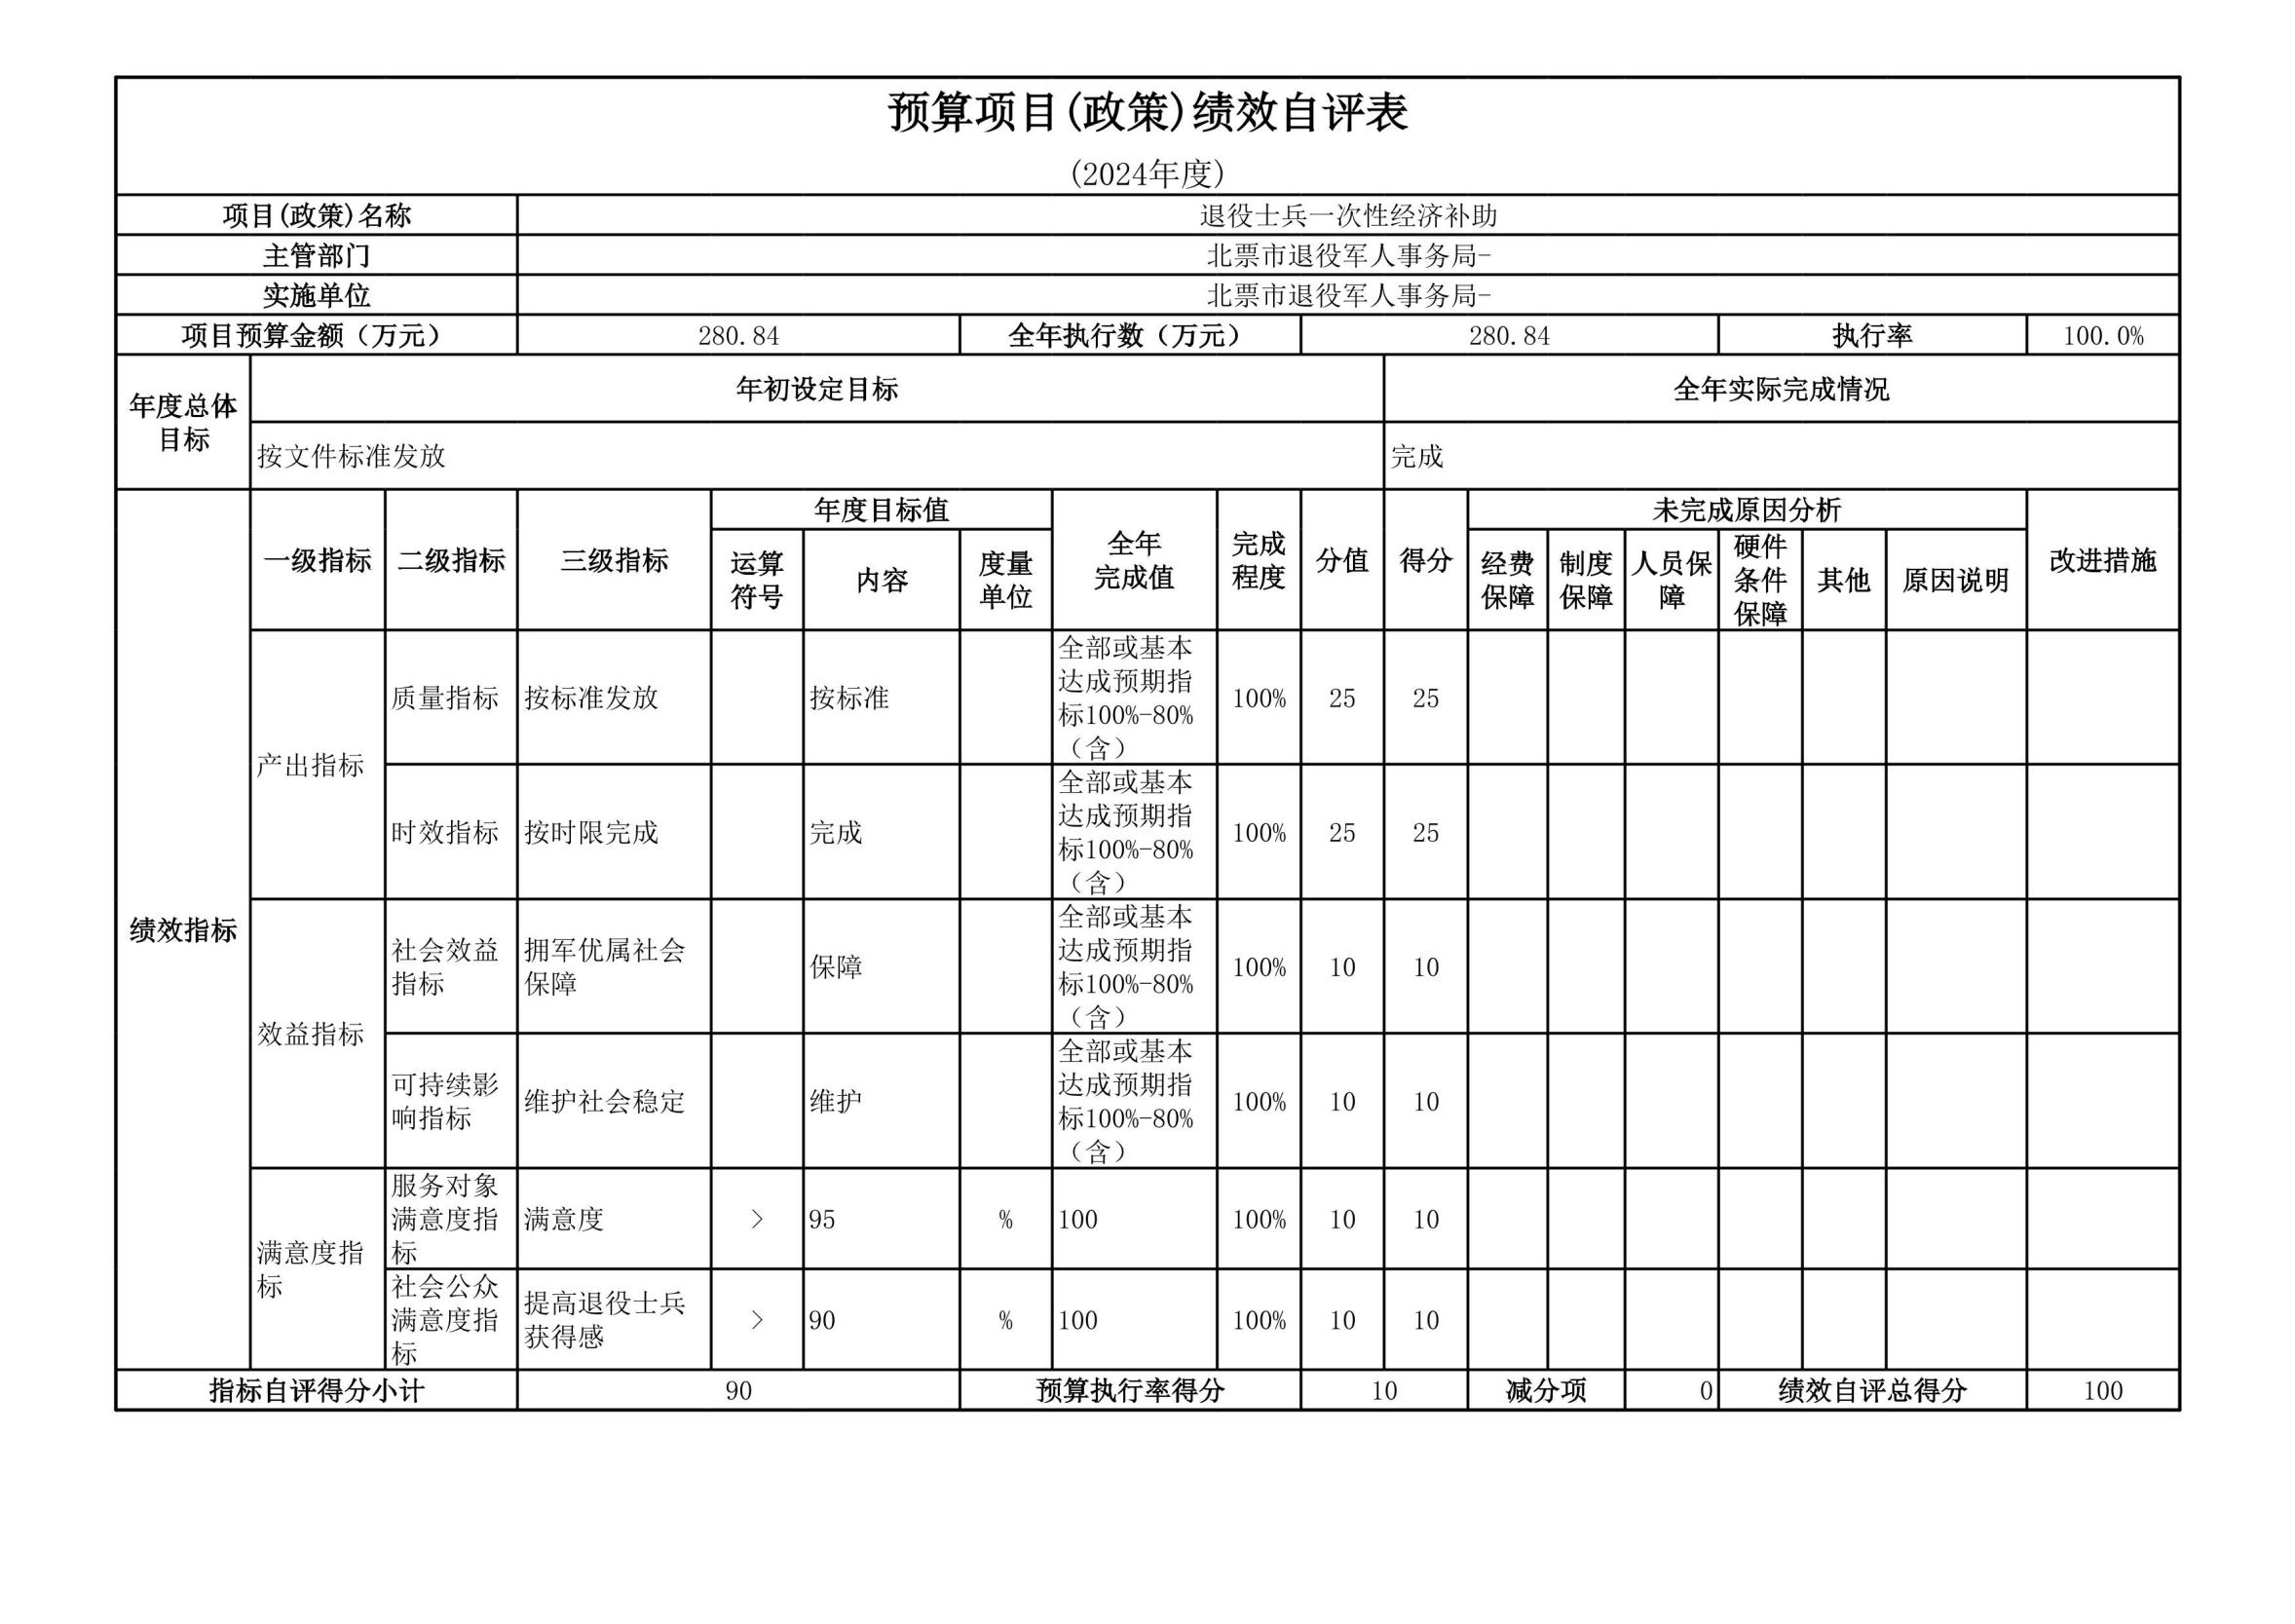 预算项目(政策)绩效自评表
(2024年度)
项目(政策)名称 退役士兵一次性经济补助
主管部门 北票市退役军人事务局-
实施单位 北票市退役军人事务局-
项目预算金额（万元） 280.84 全年执行数（万元） 280.84 执行率 100.0%
年度总体
目标
年初设定目标 全年实际完成情况
按文件标准发放 完成
绩效指标
一级指标 二级指标 三级指标
年度目标值
运算
符号
内容
度量
单位
全年
完成值
完成
程度
分值
得分
未完成原因分析
经费
保障
制度
保障
人员保
障
硬件
条件
保障
其他
原因说明
改进措施
产出指标
质量指标 按标准发放 按标准
全部或基本
达成预期指
标100%-80%
（含）
100% 25 25
时效指标 按时限完成 完成
全部或基本
达成预期指
标100%-80%
（含）
100% 25 25
效益指标
社会效益
指标
拥军优属社会
保障
保障
全部或基本
达成预期指
标100%-80%
（含）
100% 10 10
可持续影
响指标
维护社会稳定 维护
全部或基本
达成预期指
标100%-80%
（含）
100% 10 10
满意度指
标
服务对象
满意度指
标
满意度 > 95 % 100 100% 10 10
社会公众
满意度指
标
提高退役士兵
获得感
> 90 % 100 100% 10 10
指标自评得分小计 90 预算执行率得分 10 减分项 0 绩效自评总得分 100